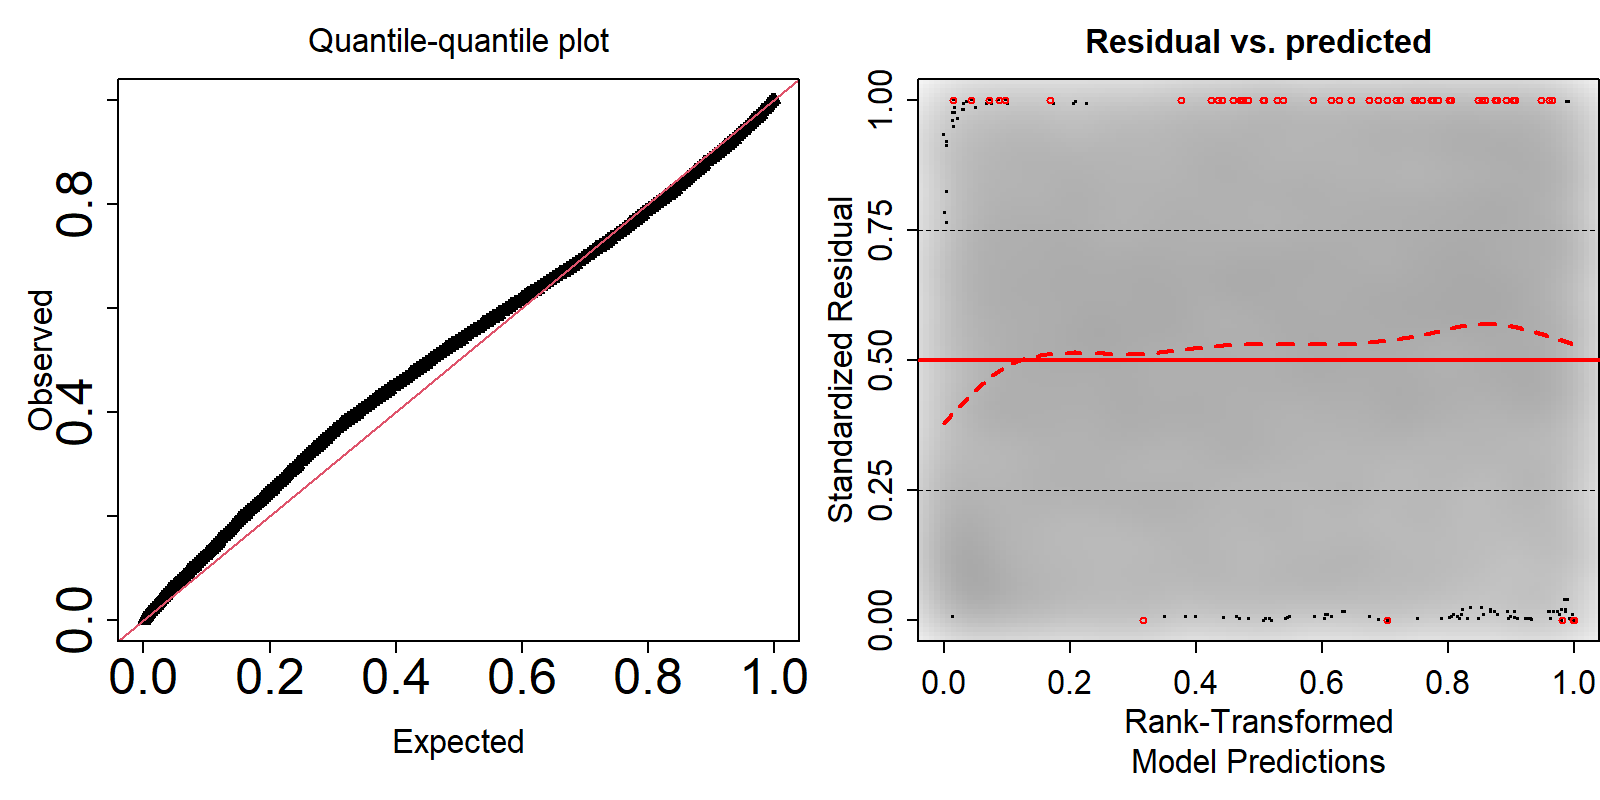 Quantile-quantile plot
Observed
0.0
0.4
0.8
0.0 0.2 0.4 0.6 0.8 1.0
Expected
Residual vs. predicted
Standardized Residual
0.00 0.25 0.50 0.75 1.00
0.0 0.2 0.4 0.6 0.8 1.0
Rank-Transformed
Model Predictions